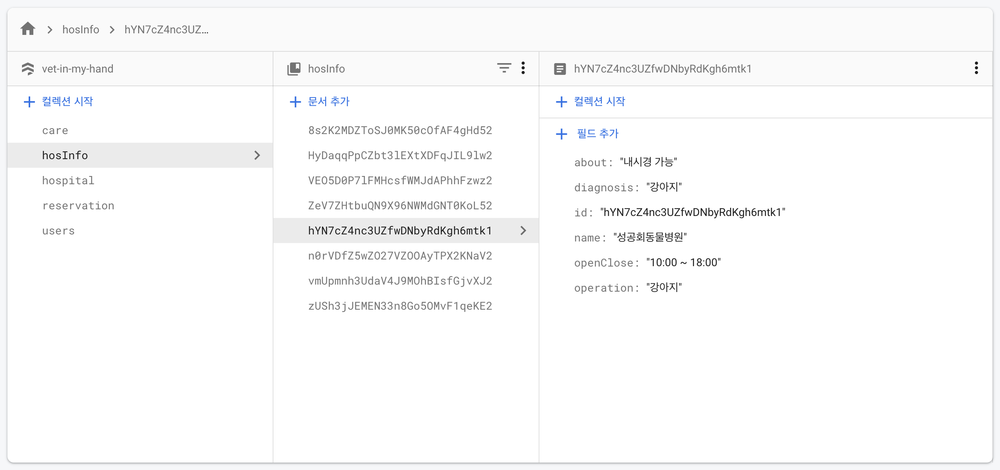 hosInfo
hYN7cZ4nc3UZ...
vet-in-my-hand
컬렉션 시작
care
hosInfo
hospital
reservation
users
hosInfo
문서 추가
8s2K2MDZToSJ0MK50cOfAF4gHd52
HyDaqqPpCZbt3lEXtXDFqJIL9lw2
VEO5D0P7lFMHcsfWMJdAPhhFzwz2
ZeV7ZHtbuQN9X96NWMdGNT0KoL52
hYN7cZ4nc3UZfwDNbyRdKgh6mtk1
n0rVDfZ5wZO27VZOOAyTPX2KNaV2
vmUpmnh3UdaV4J9MOhBIsfGjvXJ2
zUSh3jJEMEN33n8Go5OMvF1qeKE2
hYN7cZ4nc3UZfwDNbyRdKgh6mtk1
컬렉션 시작
필드 추가
about: "내시경 가능"
diagnosis: "강아지"
id: "hYN7cZ4nc3UZfwDNbyRdKgh6mtk1"
name: "성공회동물병원"
openClose: "10:00 ~ 18:00"
operation: "강아지"